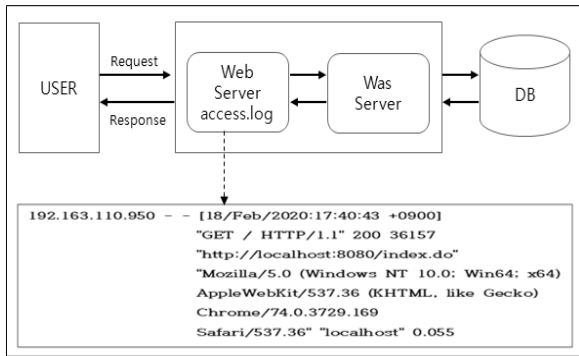 USER
Request
Response
Web
Server
access.log
Was
Server
DB
192.163.110.950 - - [18/Feb/2020:17:40:43 +0900]
"GET / HTTP/1.1" 200 36157
"http://localhost:8080/index.do"
"Mozilla/5.0 (Windows NT 10.0; Win64; x64)
AppleWebKit/537.36 (KHTML, like Gecko)
Chrome/74.0.3729.169
Safari/537.36" "localhost" 0.055